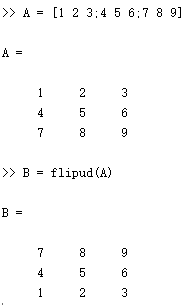 >> A = [1 2 3;4 5 6;7 8 9]
A =
1 2 3
4 5 6
7 8 9
>> B = flipud(A)
B =
7 8 9
4 5 6
1 2 3